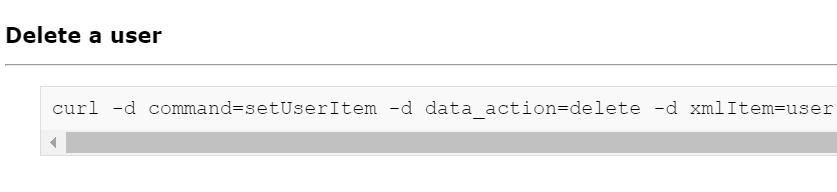 Delete a user
curl -d command=setUserItem -d data_action=delete -d xmlItem=user